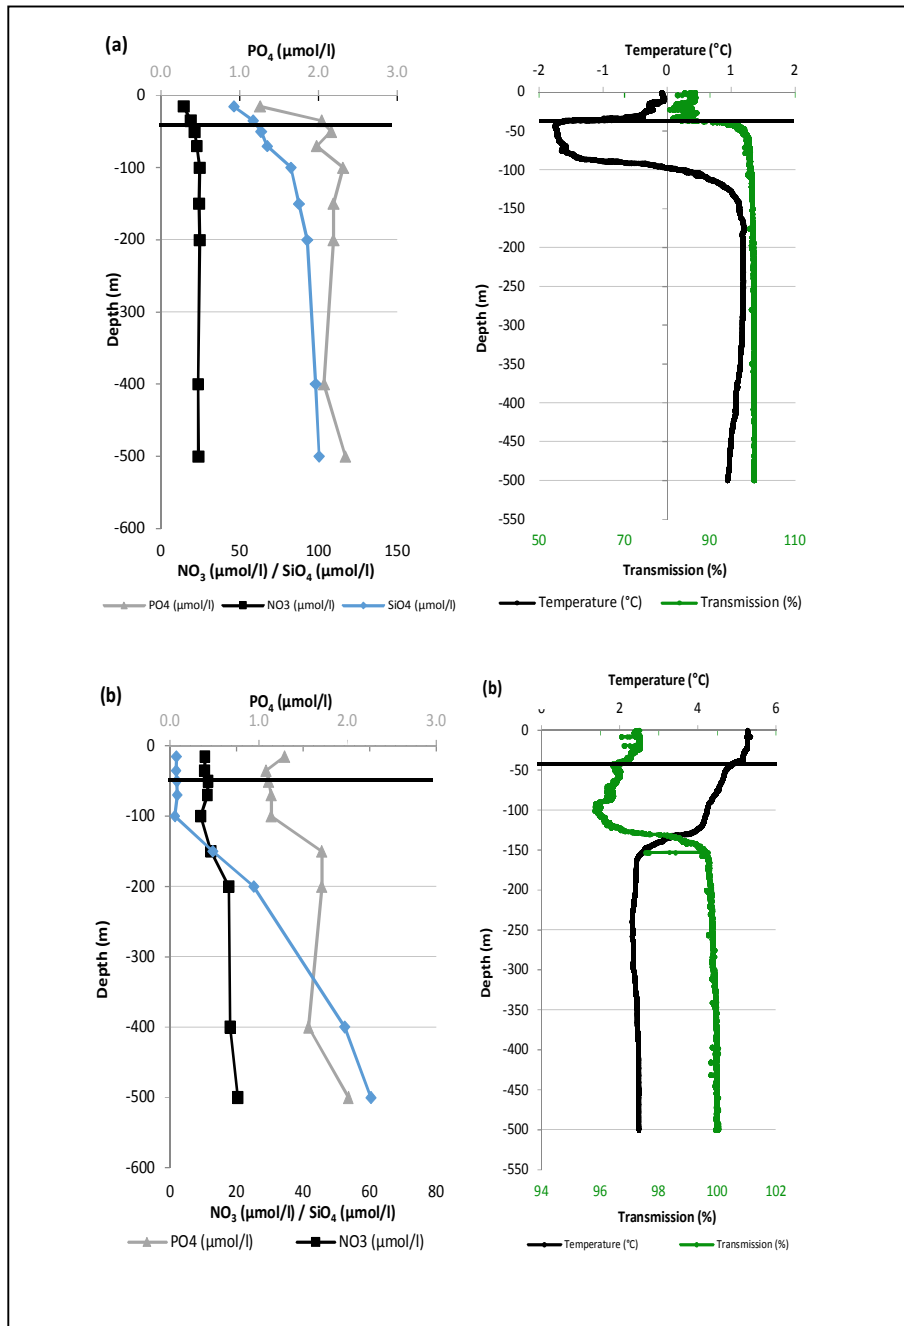 (a)
PO4 (µmol/l)
0.0 1.0 2.0 3.0
0
-100
-200
-300
-400
-500
-600
Depth (m)
0 50 100 150
NO3 (µmol/l) / SiO4 (µmol/l)
PO4 (µmol/l) NO3 (µmol/l) SiO4 (µmol/l)
Temperature (°C)
-2 -1 0 1 2
0
-50
-100
-150
-200
-250
-300
-350
-400
-450
-500
-550
Depth (m)
50 70 90 110
Transmission (%)
Temperature (°C) Transmission (%)
(b)
PO4 (µmol/l)
0.0 1.0 2.0 3.0
0
-100
-200
-300
-400
-500
-600
Depth (m)
0 20 40 60 80
NO3 (µmol/l) / SiO4 (µmol/l)
PO4 (µmol/l) NO3 (µmol/l)
(b)
Temperature (°C)
0 2 4 6
0
-50
-100
-150
-200
-250
-300
-350
-400
-450
-500
-550
Depth (m)
94 96 98 100 102
Transmission (%)
Temperature (°C) Transmission (%)